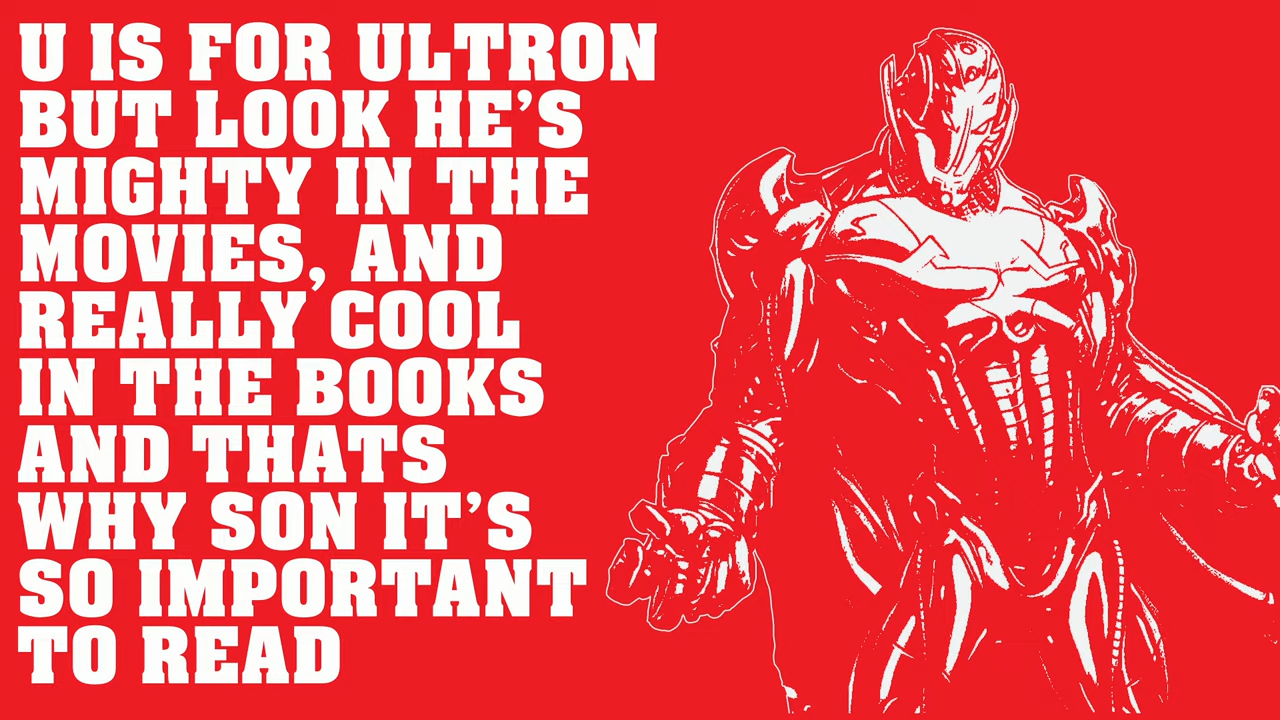 U IS FOR ULTRON
BUT LOOK HE’S
MIGHTY IN THE
MOVIES, AND
REALLY COOL
IN THE BOOKS
AND THATS
WHY SON IT’S
SO IMPORTANT
TO READ